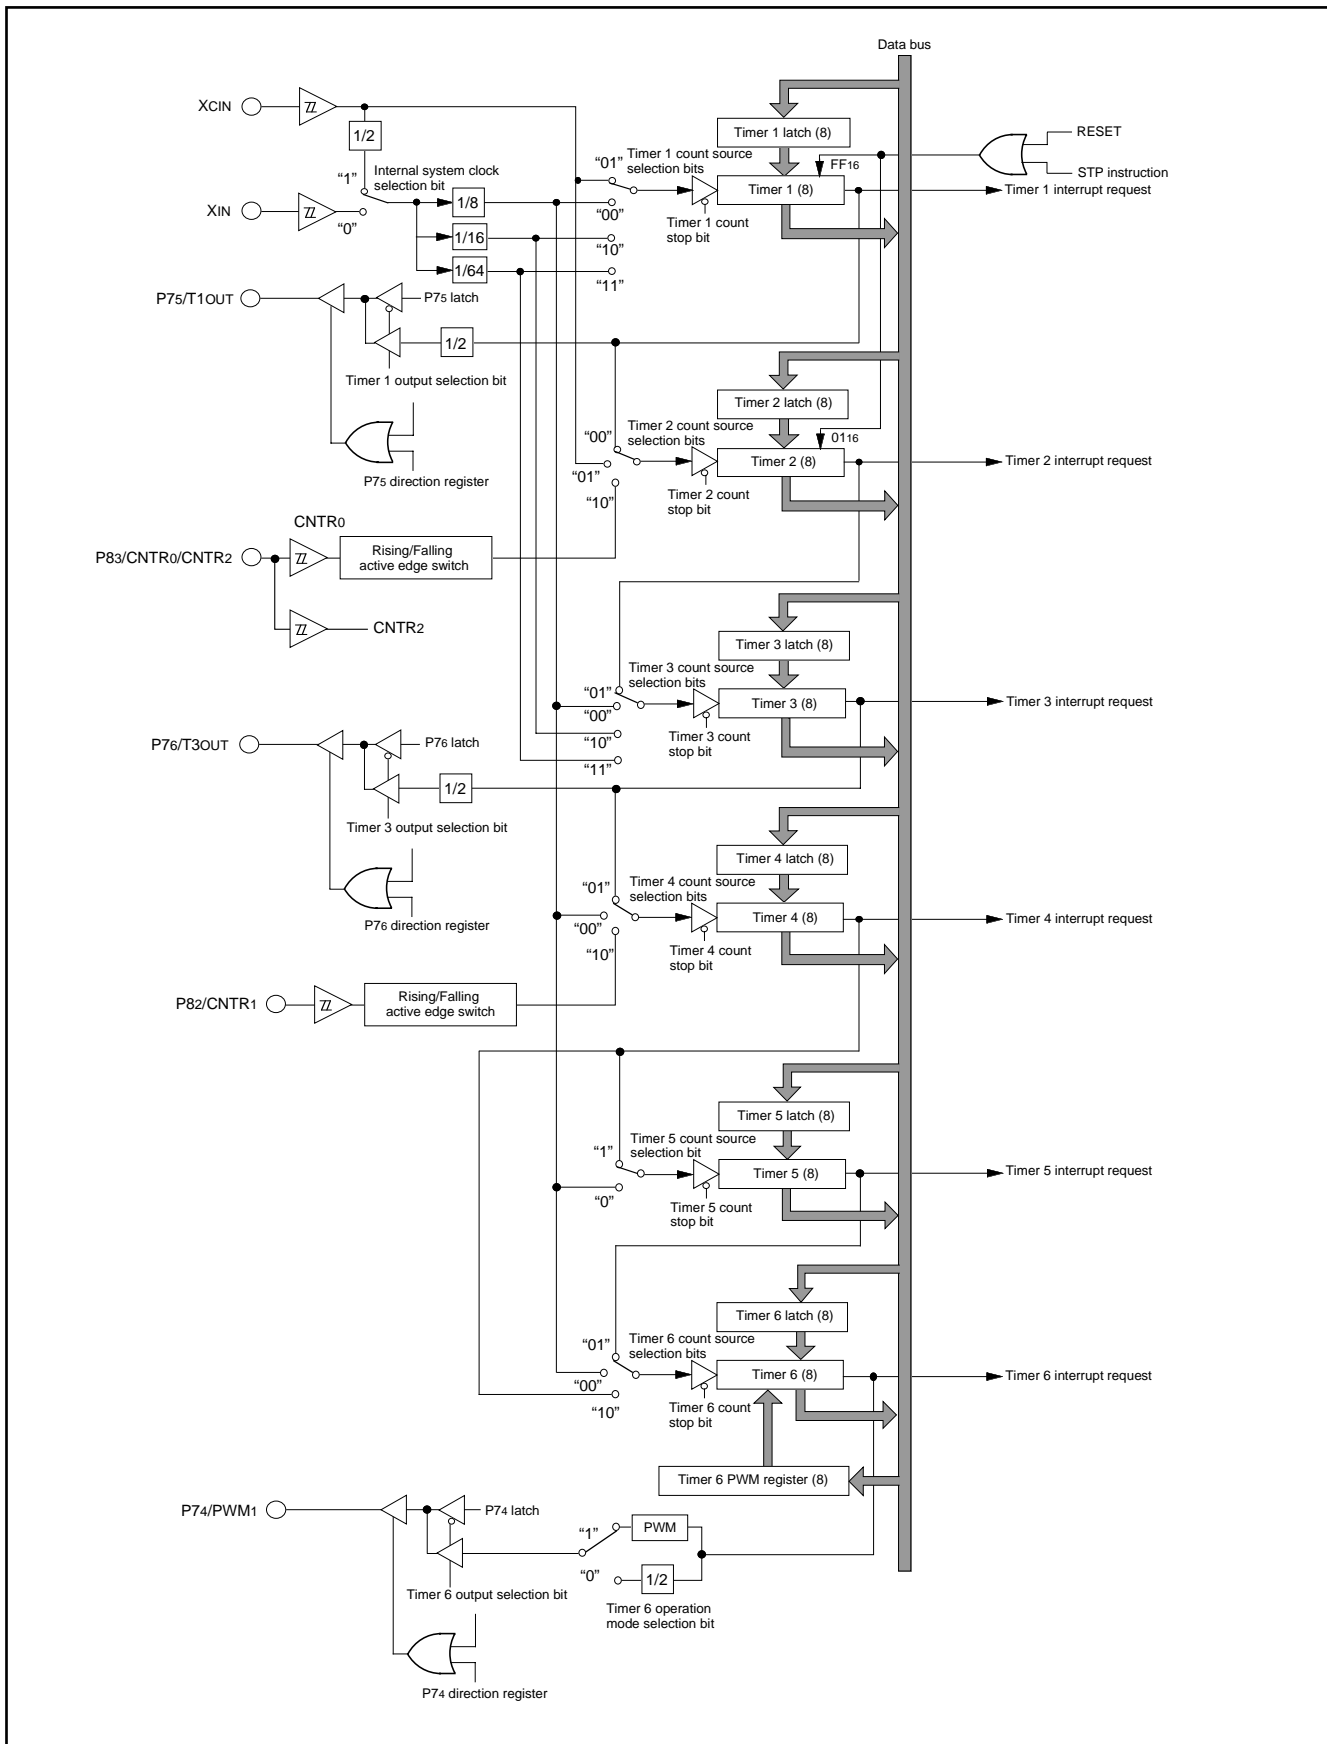 Data bus
XCIN
1/2
Timer 1 latch (8)
RESET
STP instruction
"01"
Timer 1 count source
selection bits
FF16
Timer 1 (8)
Timer 1 interrupt request
Internal system clock
selection bit
"1"
XIN
"0"
1/8
"00"
Timer 1 count
stop bit
1/16
"10"
1/64
"11"
P75/T1OUT
P75 latch
1/2
Timer 1 output selection bit
P75 direction register
Timer 2 latch (8)
"00"
Timer 2 count source
selection bits
0116
Timer 2 (8)
Timer 2 interrupt request
"01"
"10"
Timer 2 count
stop bit
CNTR0
P83/CNTR0/CNTR2
Rising/Falling
active edge switch
CNTR2
Timer 3 latch (8)
"01"
Timer 3 count source
selection bits
Timer 3 (8)
Timer 3 interrupt request
"00"
"10"
"11"
Timer 3 count
stop bit
P76/T3OUT
P76 latch
1/2
Timer 3 output selection bit
P76 direction register
Timer 4 latch (8)
"01"
Timer 4 count source
selection bits
Timer 4 (8)
Timer 4 interrupt request
"00"
"10"
Timer 4 count
stop bit
P82/CNTR1
Rising/Falling
active edge switch
Timer 5 latch (8)
"1"
Timer 5 count source
selection bit
Timer 5 (8)
Timer 5 interrupt request
"0"
Timer 5 count
stop bit
Timer 6 latch (8)
"01"
Timer 6 count source
selection bits
Timer 6 (8)
Timer 6 interrupt request
"00"
"10"
Timer 6 count
stop bit
Timer 6 PWM register (8)
P74/PWM1
P74 latch
"1"
PWM
"0"
1/2
Timer 6 output selection bit
Timer 6 operation
mode selection bit
P74 direction register